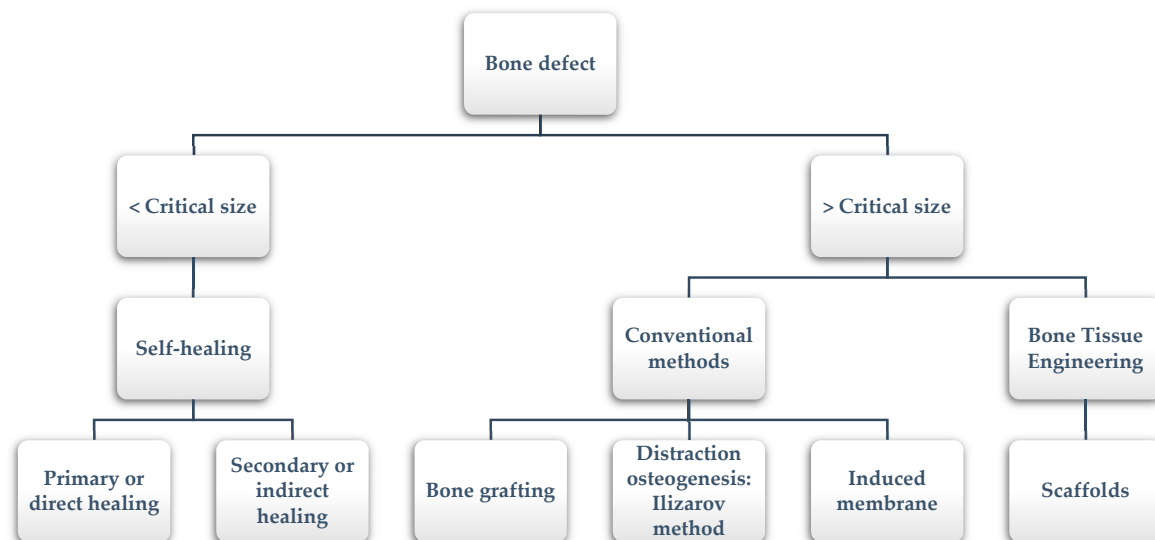 Bone defect
< Critical size
> Critical size
Self-healing
Conventional
methods
Bone Tissue
Engineering
Primary or
direct healing
Secondary or
indirect
healing
Bone grafting
Distraction
osteogenesis:
Ilizarov
method
Induced
membrane
Scaffolds